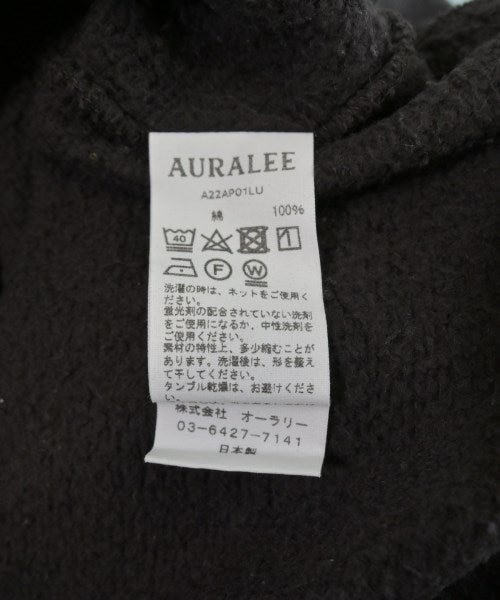 AURALEE
A22AP01LU
綿 100%
40
F W
洗濯の時は、ネットをご使用く
ださい。
蛍光剤の配合されていない洗剤
をご使用になるか、中性洗剤を
ご使用ください。
素材の特性上、多少縮むことが
あります。洗濯後は、形を整え
て干してください。
タンブル乾燥は、お避けくださ
い。
株式会社 オーラリー
03-6427-7141
日本製